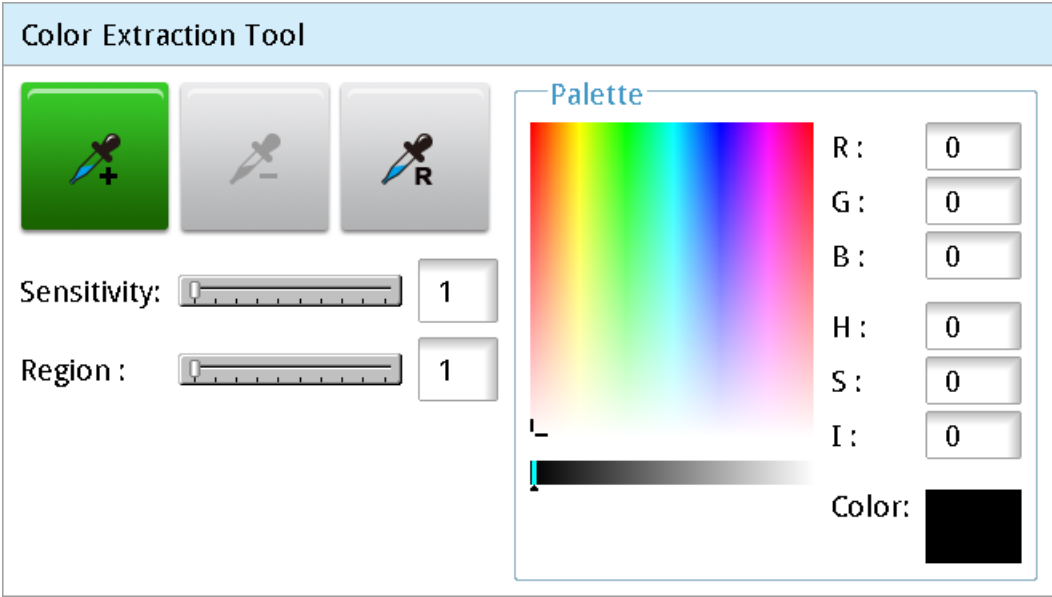 Color Extraction Tool
+
−
R
Sensitivity: 1
Region : 1
Palette
R : 0
G : 0
B : 0
H : 0
S : 0
I : 0
Color: